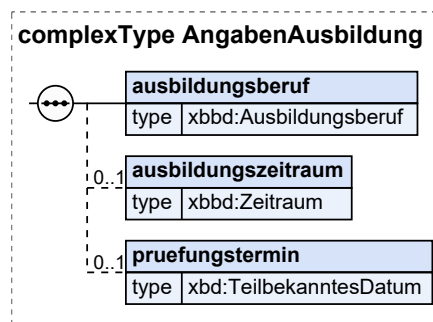 complexType AngabenAusbildung
ausbildungsberuf
type xbbd:Ausbildungsberuf
0..1
ausbildungszeitraum
type xbbd:Zeitraum
0..1
pruefungstermin
type xbd:TeilbekanntesDatum